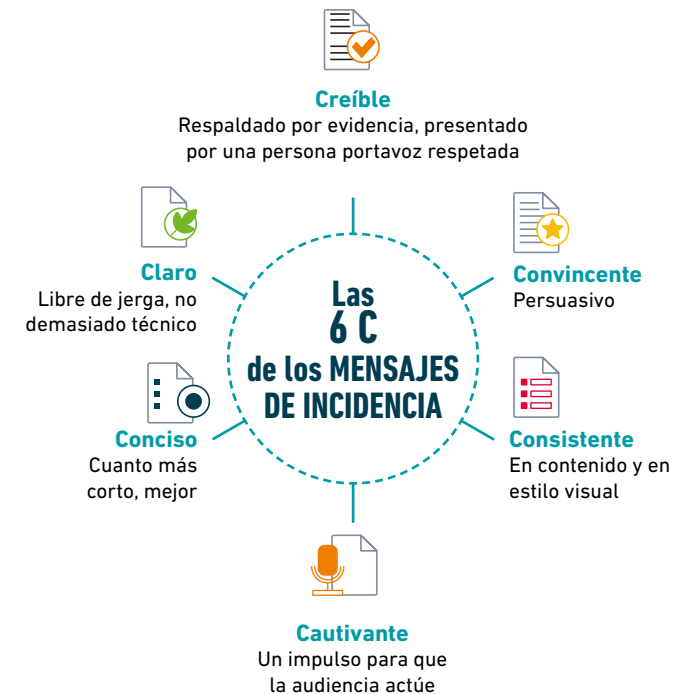 Creíble
Respaldado por evidencia, presentado
por una persona portavoz respetada
Claro
Libre de jerga, no
demasiado técnico
Convincente
Persuasivo
Las
6 C
de los MENSAJES
DE INCIDENCIA
Conciso
Cuanto más
corto, mejor
Consistente
En contenido y en
estilo visual
Cautivante
Un impulso para que
la audiencia actúe